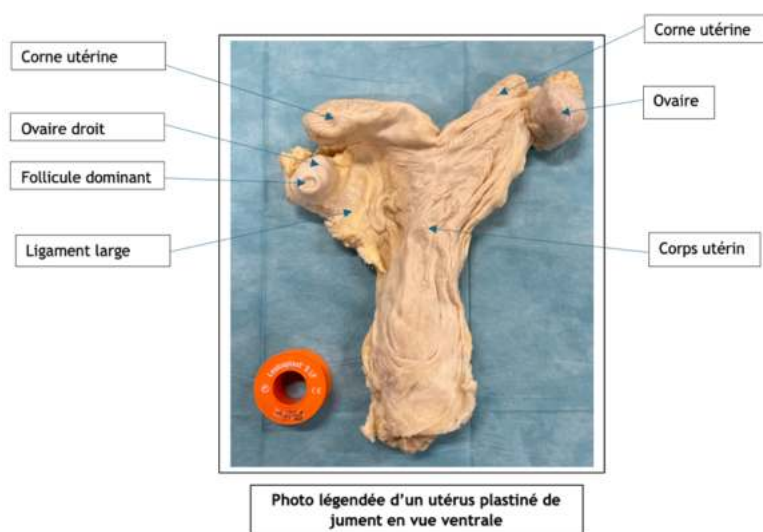 Corne utérine
Corne utérine
Ovaire droit
Ovaire
Follicule dominant
Ligament large
Corps utérin
Photo légendée d'un utérus plastiné de
jument en vue ventrale